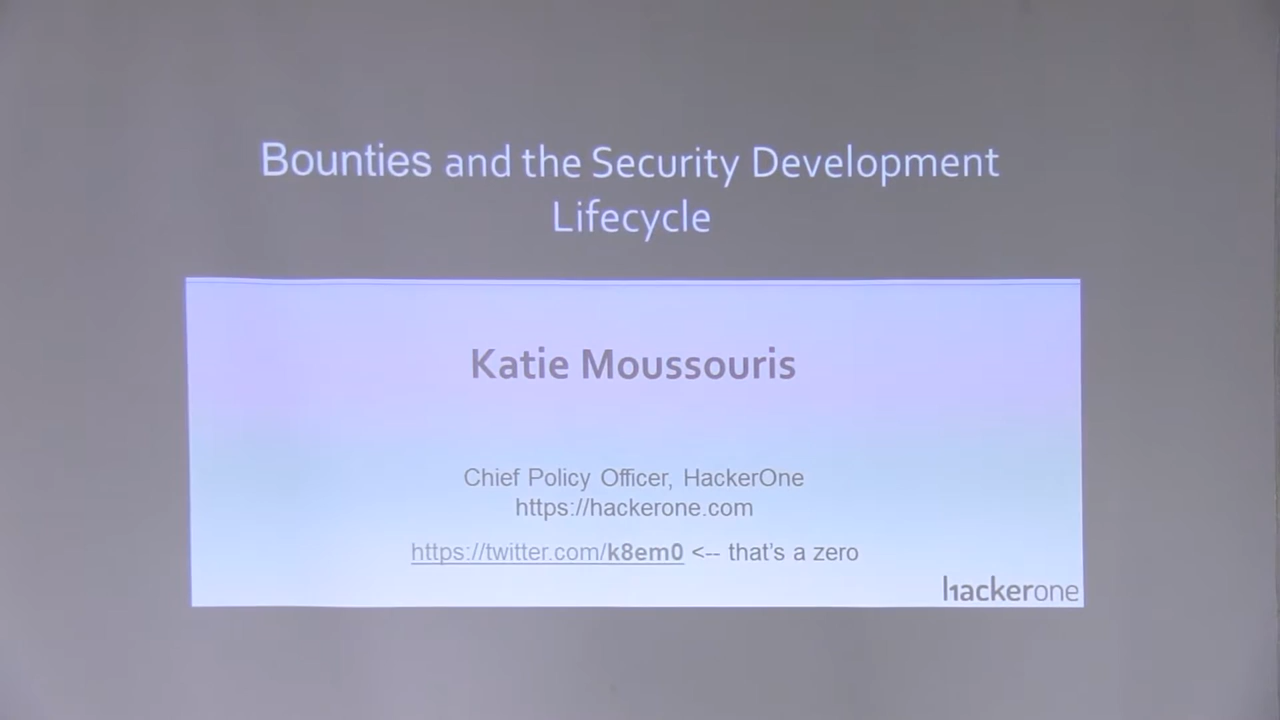 Bounties and the Security Development
Lifecycle
Katie Moussouris
Chief Policy Officer, HackerOne
https://hackerone.com
https://twitter.com/k8em0 <-- that's a zero
hackerone